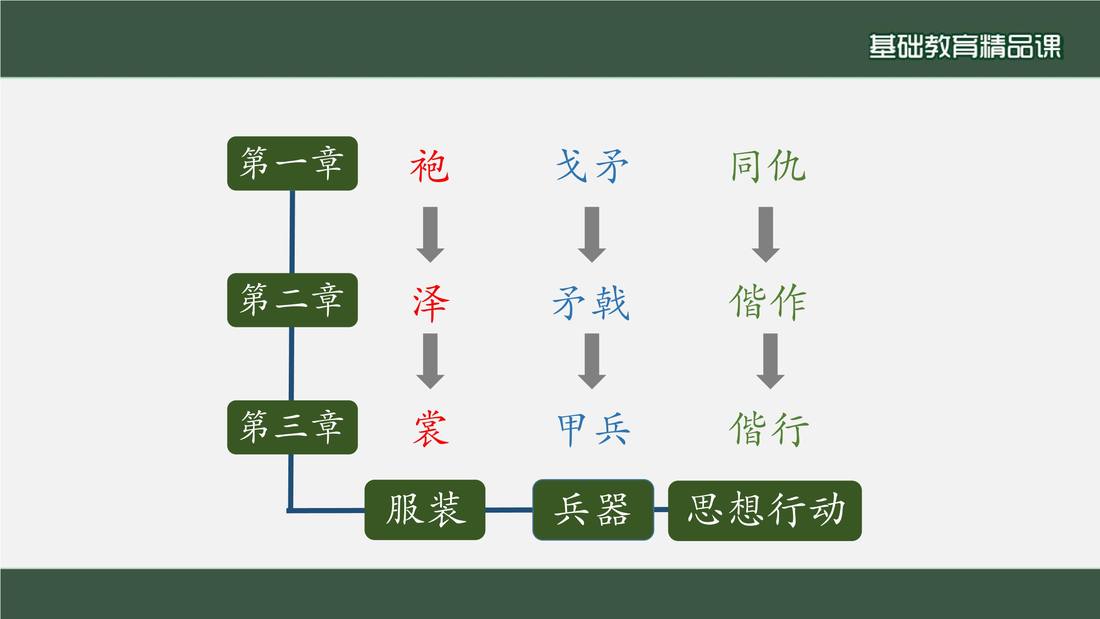 基础教育精品课
第一章 袍 戈矛 同仇
第二章 泽 矛戟 偕作
第三章 裳 甲兵 偕行
服装 兵器 思想行动